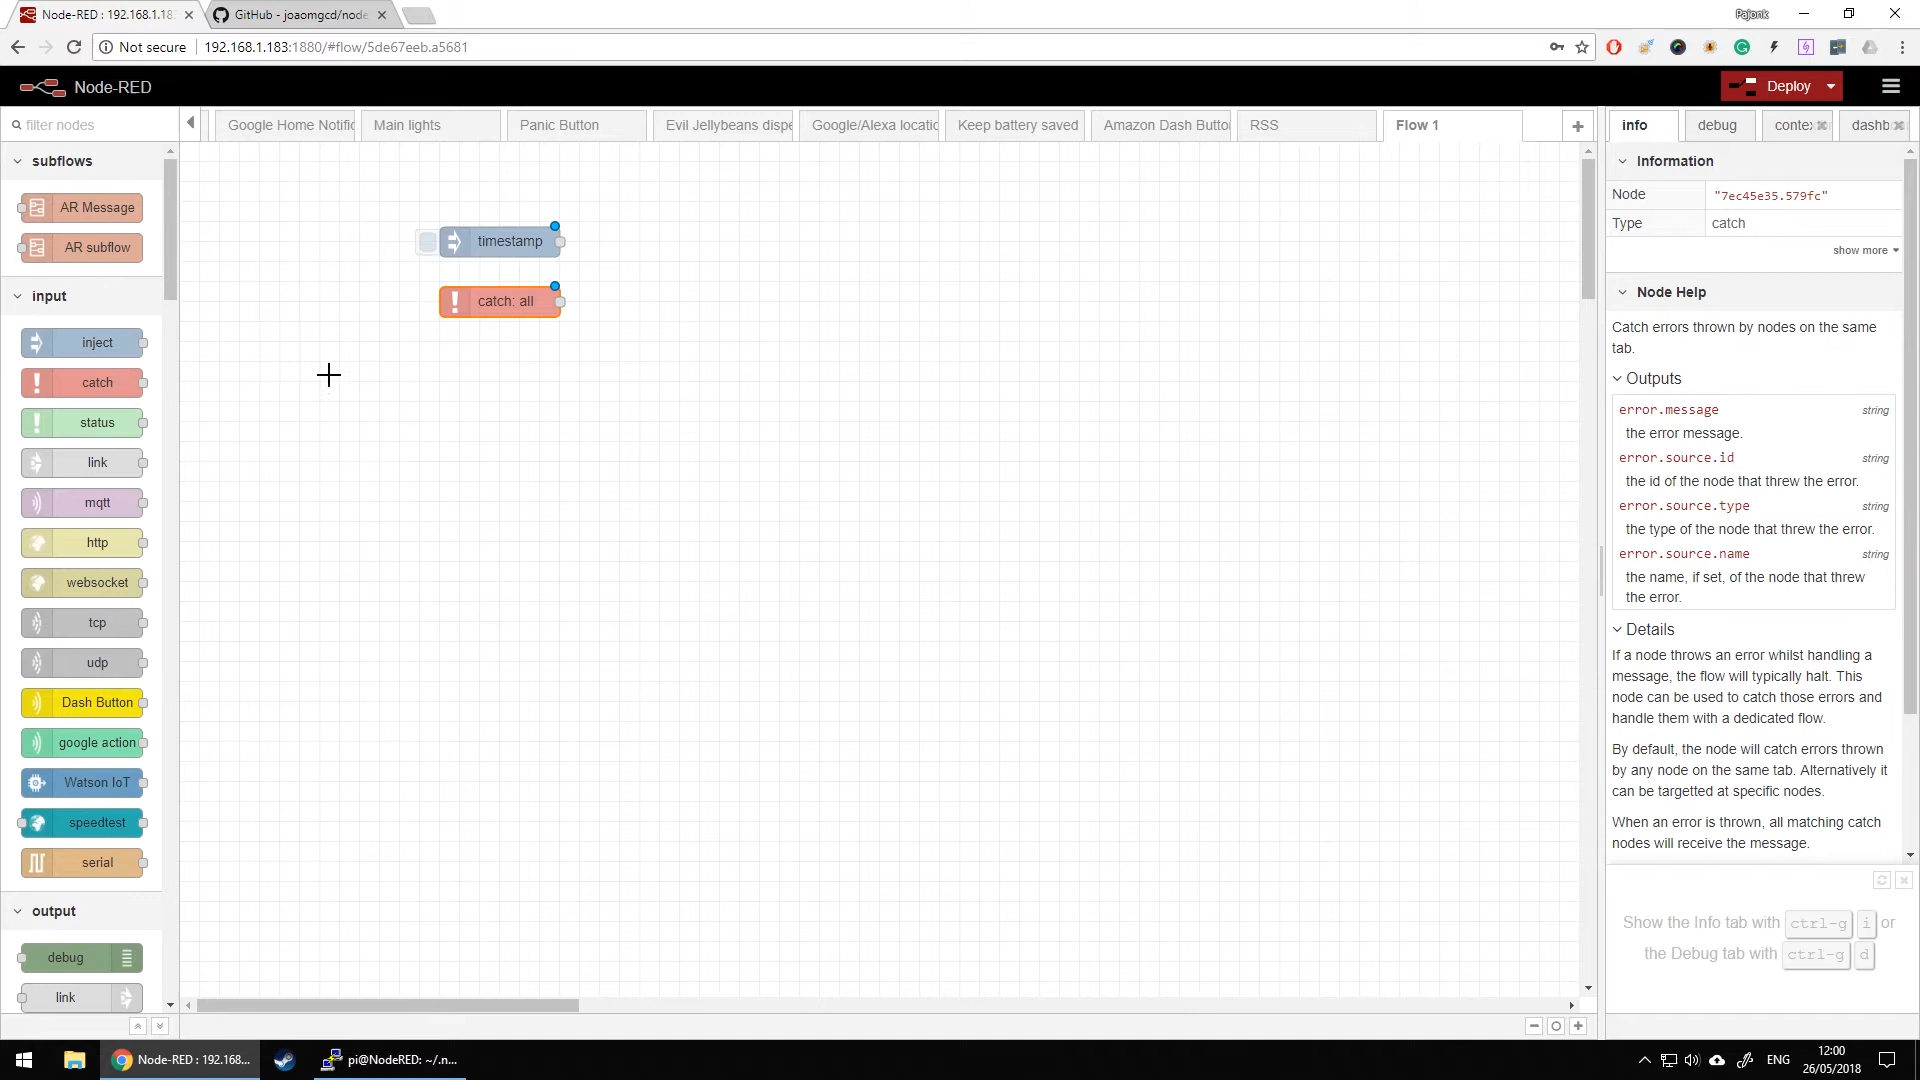 Node-RED : 192.168.1.18
GitHub - joaomgcd/node
Pajonk
Not secure
192.168.1.183:1880/#flow/5de67eeb.a5681
Node-RED
Deploy
filter nodes
Google Home Notific
Main lights
Panic Button
Evil Jellybeans dispe
Google/Alexa locatio
Keep battery saved
Amazon Dash Button
RSS
Flow 1
info
debug
contex
dashb
subflows
AR Message
AR subflow
input
inject
catch
status
link
mqtt
http
websocket
tcp
udp
Dash Button
google action
Watson IoT
speedtest
serial
output
debug
link
timestamp
catch: all
Information
Node "7ec45e35.579fc"
Type catch
show more
Node Help
Catch errors thrown by nodes on the same
tab.
Outputs
error.message string
the error message.
error.source.id string
the id of the node that threw the error.
error.source.type string
the type of the node that threw the error.
error.source.name string
the name, if set, of the node that threw
the error.
Details
If a node throws an error whilst handling a
message, the flow will typically halt. This
node can be used to catch those errors and
handle them with a dedicated flow.
By default, the node will catch errors thrown
by any node on the same tab. Alternatively it
can be targetted at specific nodes.
When an error is thrown, all matching catch
nodes will receive the message.
Show the Info tab with ctrl-g i or
the Debug tab with ctrl-g d
Node-RED : 192.168...
pi@NodeRED: ~/.n...
ENG
12:00
26/05/2018